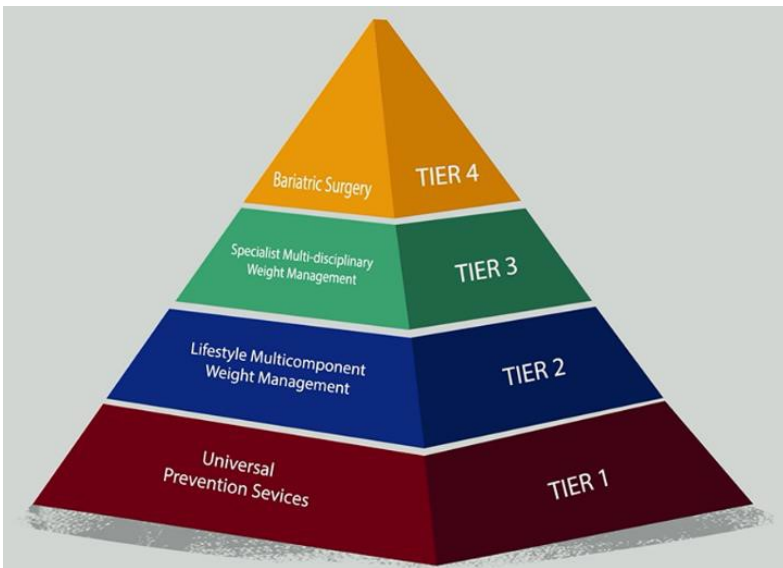 Bariatric Surgery
TIER 4
Specialist Multi-disciplinary
Weight Management
TIER 3
Lifestyle Multicomponent
Weight Management
TIER 2
Universal
Prevention Sevices
TIER 1